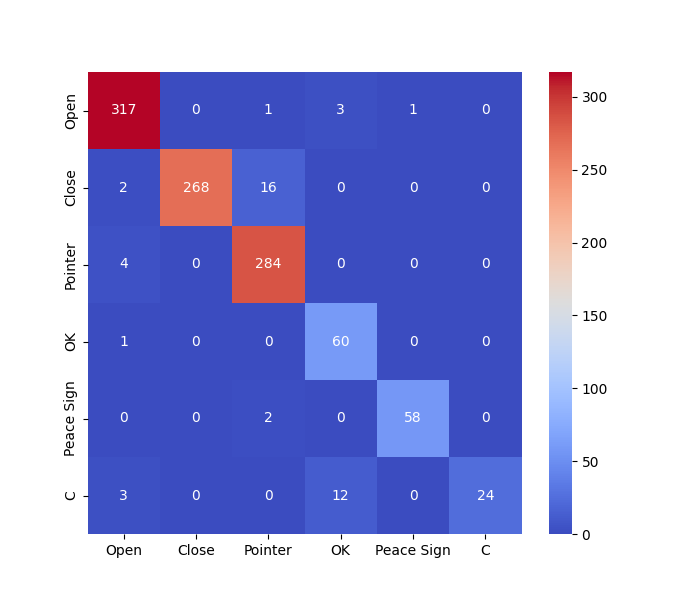 Open 317 0 1 3 1 0
Close 2 268 16 0 0 0
Pointer 4 0 284 0 0 0
OK 1 0 0 60 0 0
Peace Sign 0 0 2 0 58 0
C 3 0 0 12 0 24
Open Close Pointer OK Peace Sign C
300
250
200
150
100
50
0